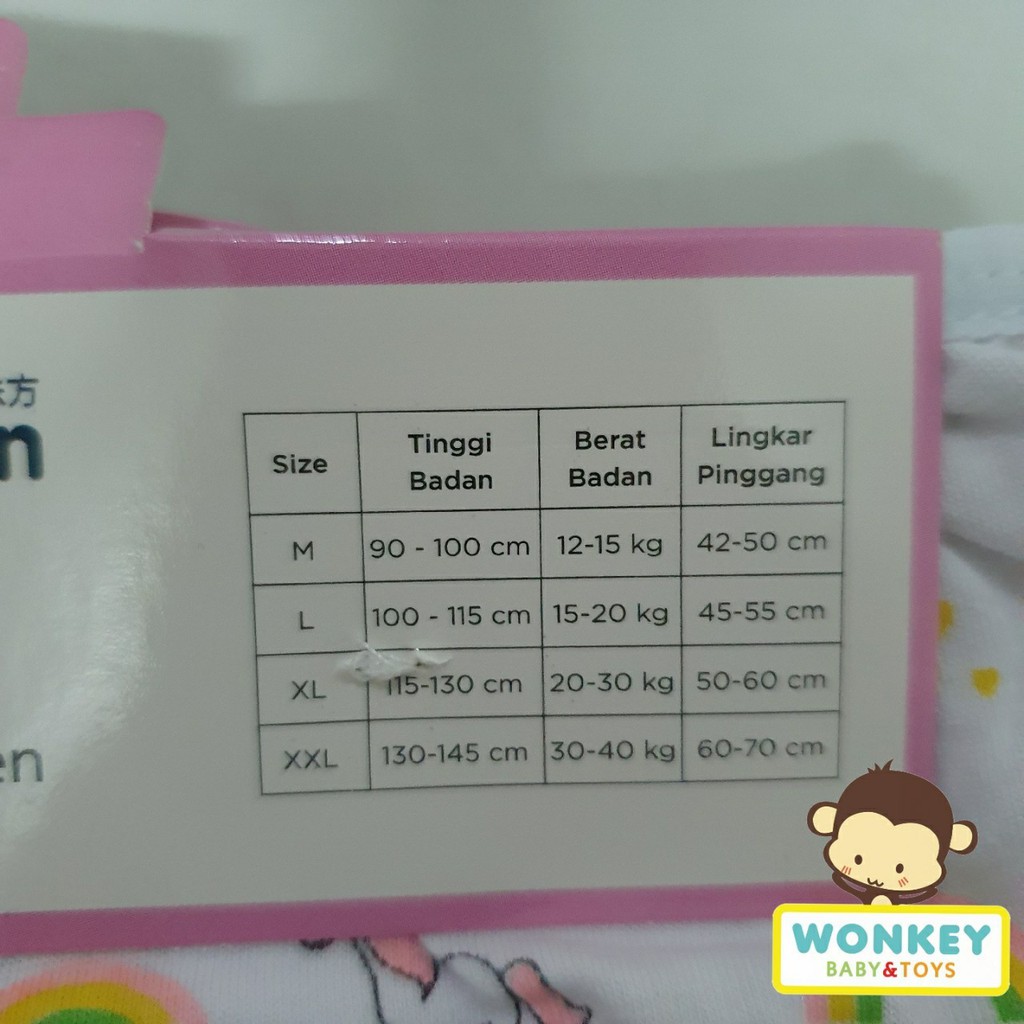 方
n
en
Size Tinggi Badan Berat Badan Lingkar Pinggang
M 90 - 100 cm 12-15 kg 42-50 cm
L 100 - 115 cm 15-20 kg 45-55 cm
XL 115-130 cm 20-30 kg 50-60 cm
XXL 130-145 cm 30-40 kg 60-70 cm
WONKEY
BABY&TOYS